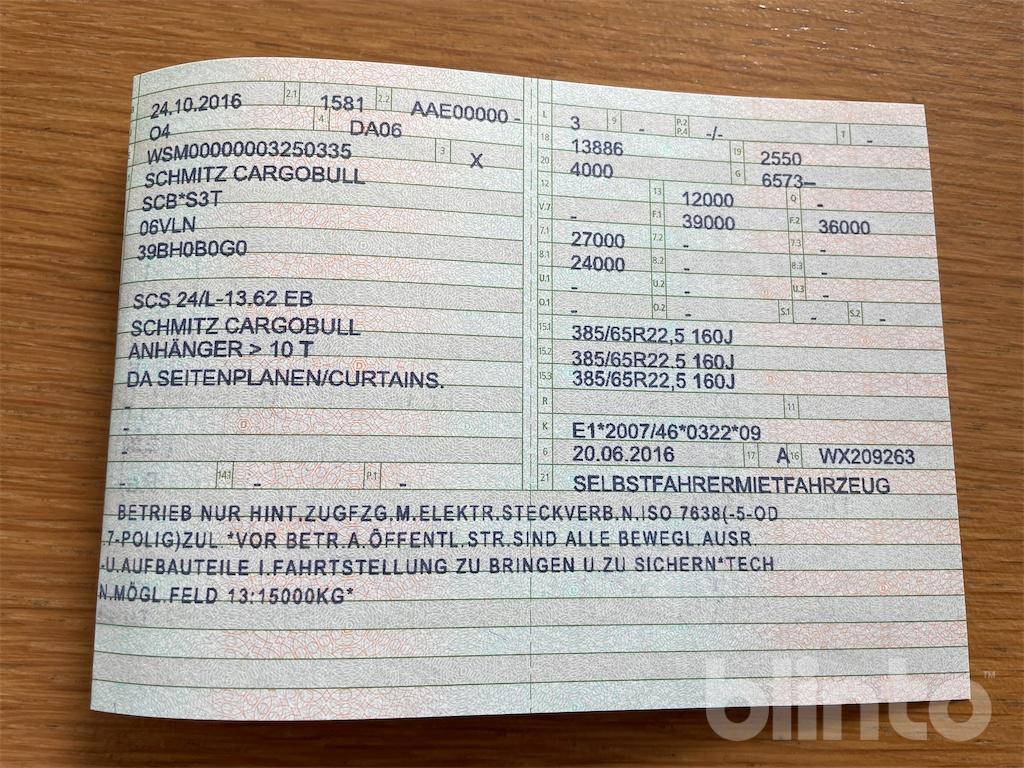 24.10.2016 2.1 1581 2.2 AAE00000 -
04 4 DA06
WSM00000003250335 3 X
SCHMITZ CARGOBULL
SCB*S3T
06VLN
39BH0B0G0
SCS 24/L-13.62 EB
SCHMITZ CARGOBULL
ANHÄNGER > 10 T
DA SEITENPLANEN/CURTAINS.
-
-
-
- 14.1 - P.1 -
L 3 9 - P.2 P.4 -/- T -
18 13886 19 2550
20 4000 G 6573–
12 - 13 12000 Q -
V.7 - F.1 39000 F.2 36000
7.1 27000 7.2 - 7.3 -
8.1 24000 8.2 - 8.3 -
U.1 - U.2 - U.3 -
O.1 - O.2 - S.1 - S.2 -
15.1 385/65R22,5 160J
15.2 385/65R22,5 160J
15.3 385/65R22,5 160J
R 11
K E1*2007/46*0322*09
6 20.06.2016 17 A 16 WX209263
21 SELBSTFAHRERMIETFAHRZEUG
BETRIEB NUR HINT.ZUGFZG.M.ELEKTR.STECKVERB.N.ISO 7638(-5-OD
.7-POLIG)ZUL.*VOR BETR.A.ÖFFENTL.STR.SIND ALLE BEWEGL.AUSR.
-U.AUFBAUTEILE I.FAHRTSTELLUNG ZU BRINGEN U.ZU SICHERN*TECH
N.MÖGL.FELD 13:15000KG*
blinto™